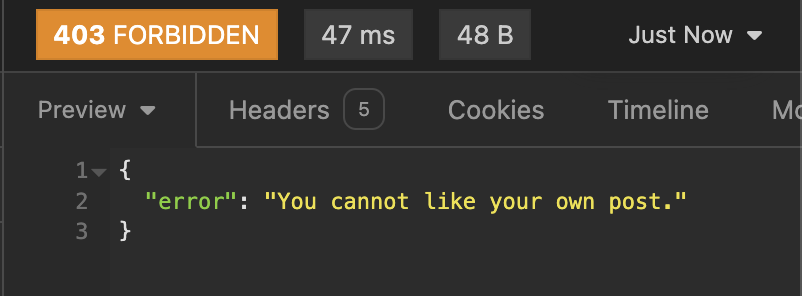 403 FORBIDDEN 47 ms 48 B Just Now
Preview Headers 5 Cookies Timeline
1 {
2 "error": "You cannot like your own post."
3 }